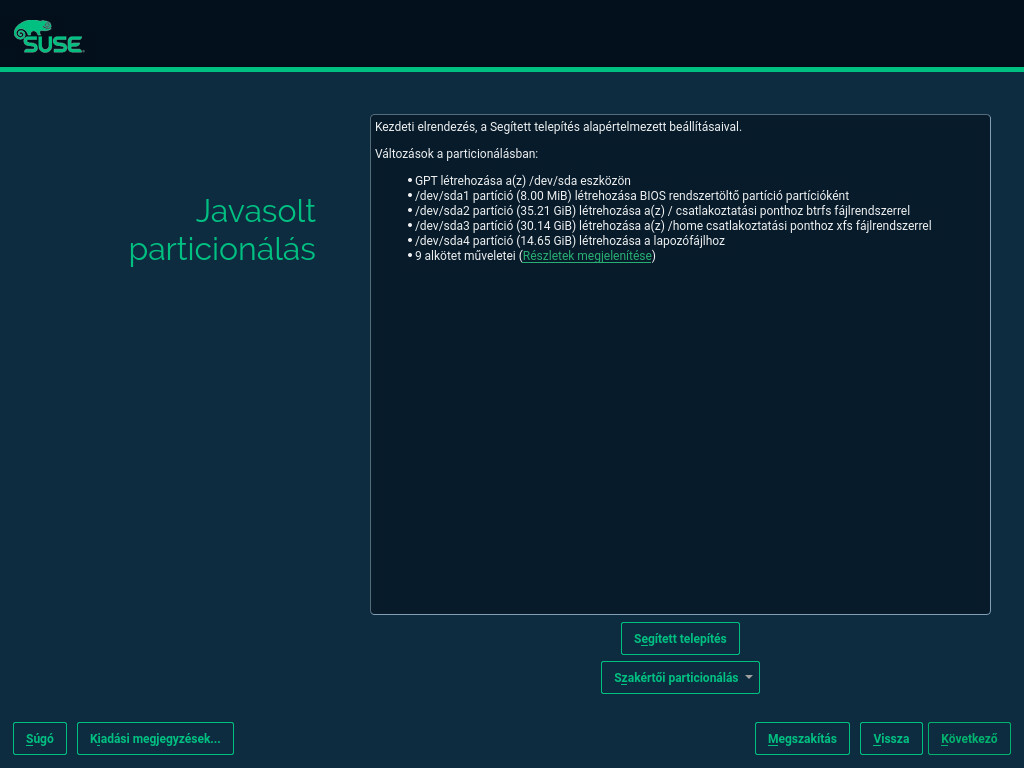 SUSE
Javasolt
particionálás
Kezdeti elrendezés, a Segített telepítés alapértelmezett beállításaival.
Változások a particionálásban:
• GPT létrehozása a(z) /dev/sda eszközön
• /dev/sda1 partíció (8.00 MiB) létrehozása BIOS rendszertöltő partíció partícióként
• /dev/sda2 partíció (35.21 GiB) létrehozása a(z) / csatlakoztatási ponthoz btrfs fájlrendszerrel
• /dev/sda3 partíció (30.14 GiB) létrehozása a(z) /home csatlakoztatási ponthoz xfs fájlrendszerrel
• /dev/sda4 partíció (14.65 GiB) létrehozása a lapozófájlhoz
• 9 alkötet műveletei (Részletek megjelenítése)
Segített telepítés
Szakértői particionálás
Súgó
Kiadási megjegyzések...
Megszakítás
Vissza
Következő